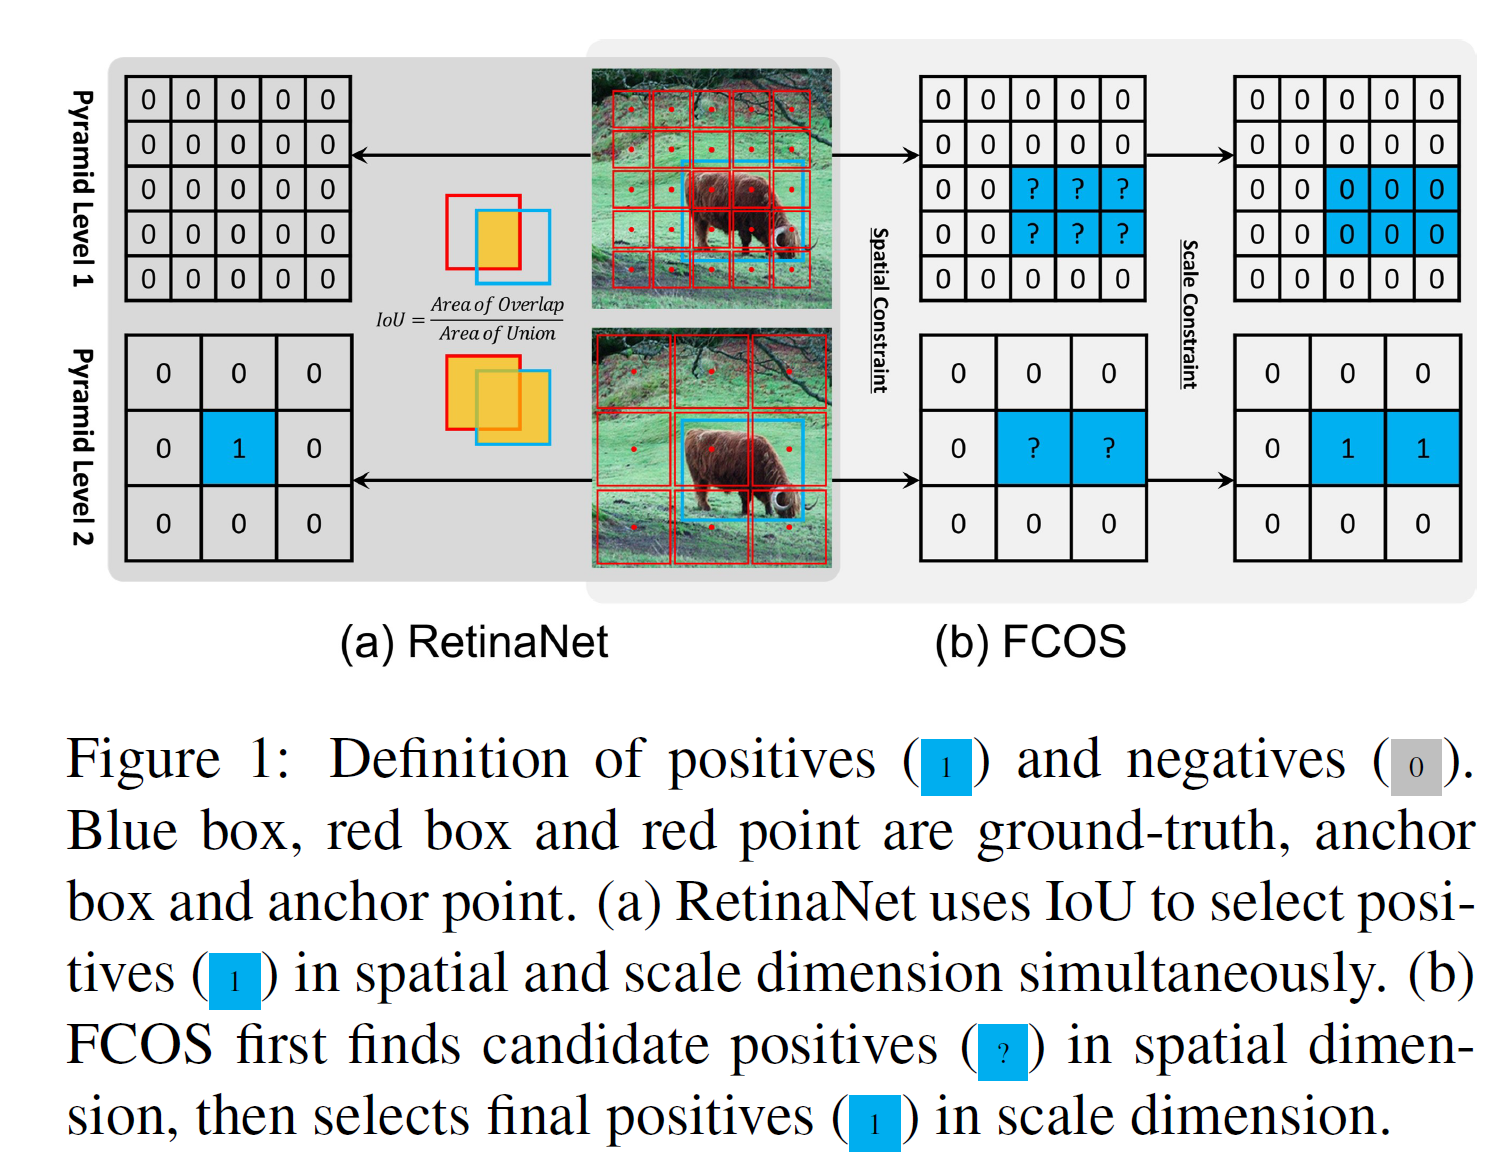 Pyramid Level 1
0 0 0 0 0
0 0 0 0 0
0 0 0 0 0
0 0 0 0 0
0 0 0 0 0
IoU = Area of Overlap / Area of Union
0 0 0 0 0
0 0 0 0 0
0 0 ? ? ?
0 0 ? ? ?
0 0 0 0 0
0 0 0 0 0
0 0 0 0 0
0 0 0 0 0
0 0 0 0 0
0 0 0 0 0
Spatial Constraint
Scale Constraint
Pyramid Level 2
0 0 0
0 1 0
0 0 0
0 0 0
0 ? ?
0 0 0
0 0 0
0 1 1
0 0 0
(a) RetinaNet
(b) FCOS
Figure 1: Definition of positives ( 1 ) and negatives ( 0 ).
Blue box, red box and red point are ground-truth, anchor
box and anchor point. (a) RetinaNet uses IoU to select posi-
tives ( 1 ) in spatial and scale dimension simultaneously. (b)
FCOS first finds candidate positives ( ? ) in spatial dimen-
sion, then selects final positives ( 1 ) in scale dimension.